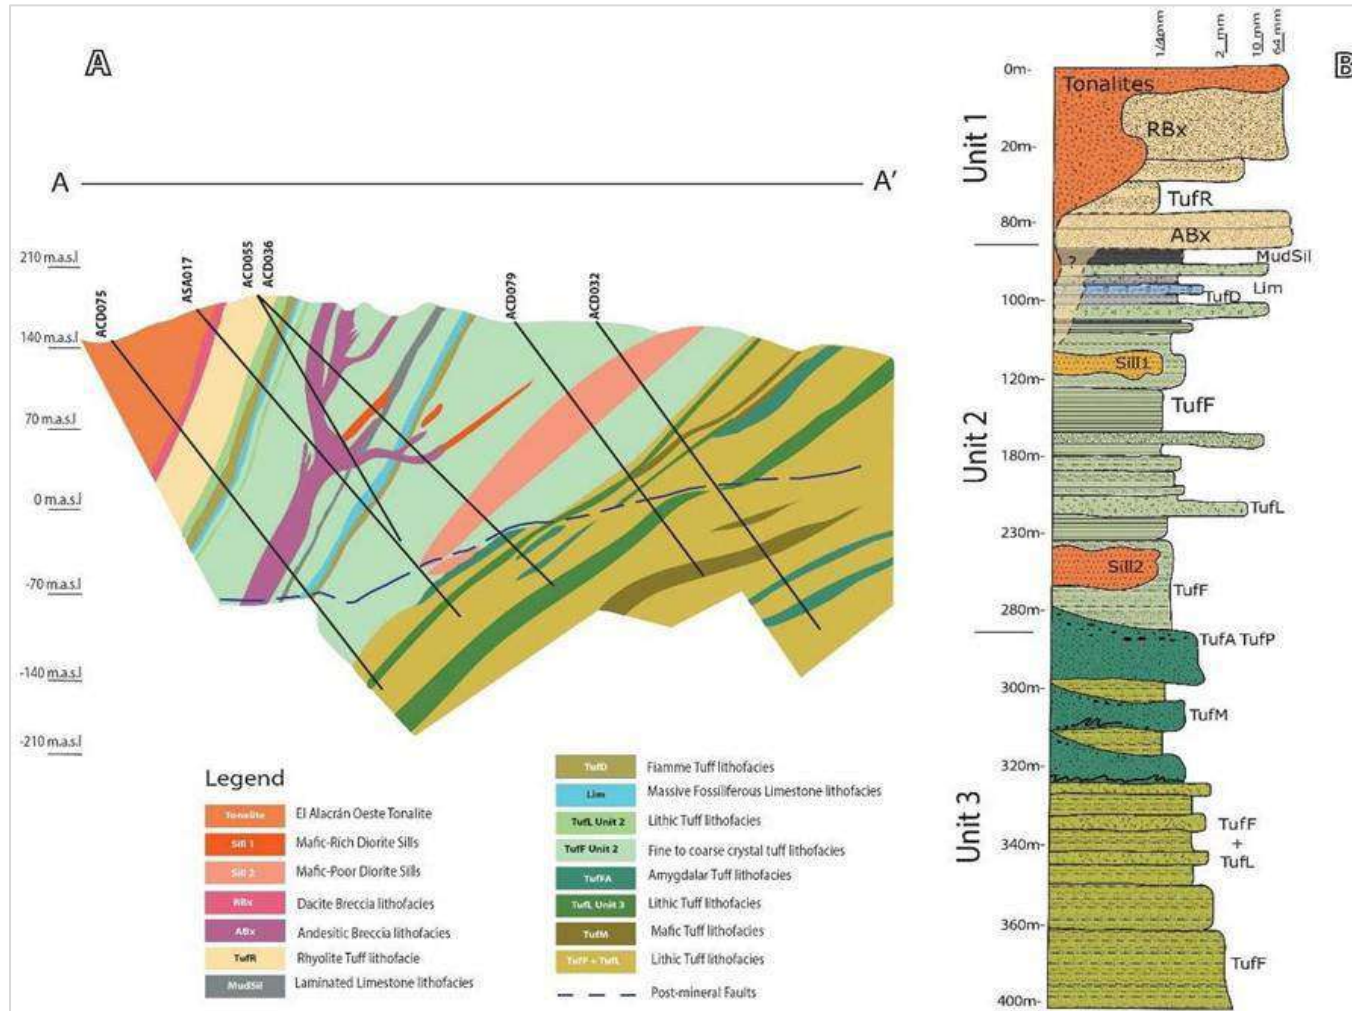 A
A
A'
210 m.a.s.l
140 m.a.s.l
70 m.a.s.l
0 m.a.s.l
-70 m.a.s.l
-140 m.a.s.l
-210 m.a.s.l
ACD075
ASA017
ACD055
ACD036
ACD079
ACD032
Legend
Tonalite El Alacrán Oeste Tonalite
Sill 1 Mafic-Rich Diorite Sills
Sill 2 Mafic-Poor Diorite Sills
RBx Dacite Breccia lithofacies
ABx Andesitic Breccia lithofacies
TufR Rhyolite Tuff lithofacie
MudSil Laminated Limestone lithofacies
TufD Fiamme Tuff lithofacies
Lim Massive Fossiliferous Limestone lithofacies
TufL Unit 2 Lithic Tuff lithofacies
TufF Unit 2 Fine to coarse crystal tuff lithofacies
TufFA Amygdalar Tuff lithofacies
TufL Unit 3 Lithic Tuff lithofacies
TufM Mafic Tuff lithofacies
TufF + TufL Lithic Tuff lithofacies
Post-mineral Faults
B
1/4mm
2 mm
10 mm
64 mm
0m-
20m-
80m-
100m-
120m-
180m-
230m-
280m-
300m-
320m-
340m-
360m-
400m-
Unit 1
Unit 2
Unit 3
Tonalites
RBx
TufR
ABx
?
MudSil
Lim
TufD
Sill1
TufF
TufL
Sill2
TufF
TufA TufP
TufM
TufF
+
TufL
TufF